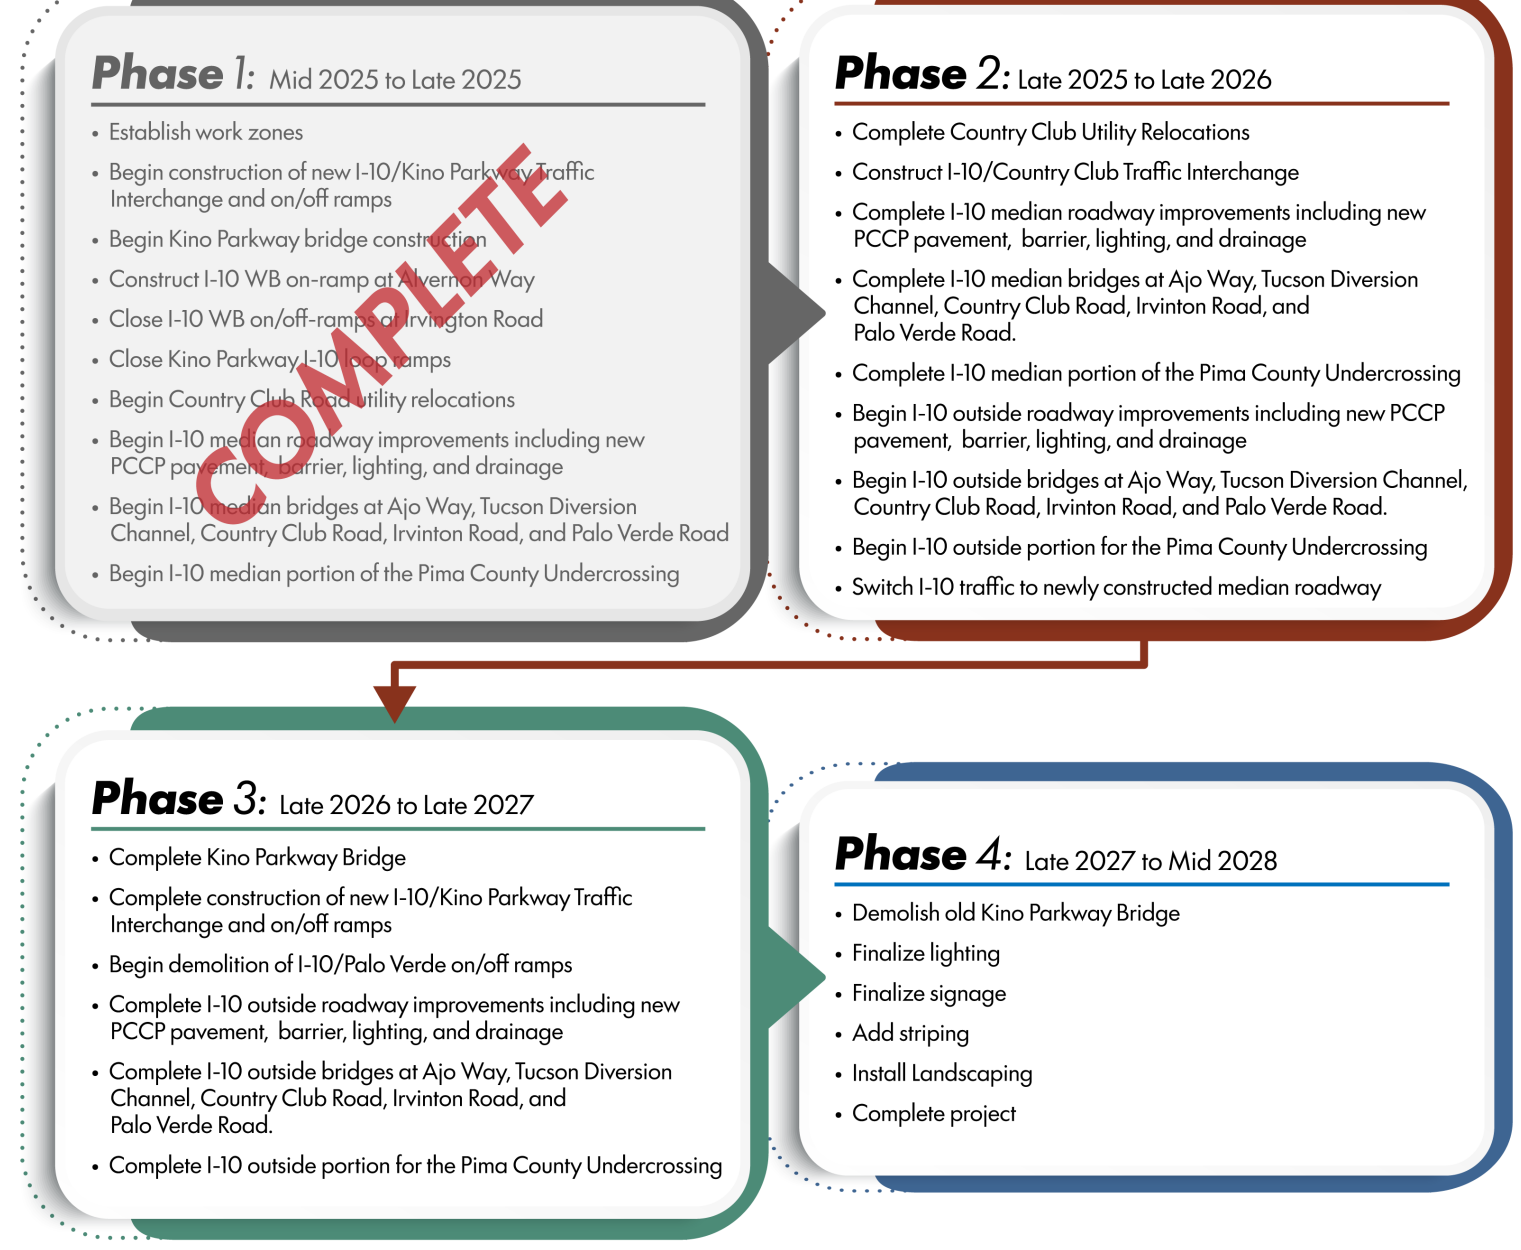 Phase 1: Mid 2025 to Late 2025
• Establish work zones
• Begin construction of new I-10/Kino Parkway Traffic
Interchange and on/off ramps
• Begin Kino Parkway bridge construction
• Construct I-10 WB on-ramp at Alvernon Way
• Close I-10 WB on/off-ramps at Irvington Road
• Close Kino Parkway I-10 loop ramps
• Begin Country Club Road utility relocations
• Begin I-10 median roadway improvements including new
PCCP pavement, barrier, lighting, and drainage
• Begin I-10 median bridges at Ajo Way, Tucson Diversion
Channel, Country Club Road, Irvinton Road, and Palo Verde Road
• Begin I-10 median portion of the Pima County Undercrossing
COMPLETE
Phase 2: Late 2025 to Late 2026
• Complete Country Club Utility Relocations
• Construct I-10/Country Club Traffic Interchange
• Complete I-10 median roadway improvements including new
PCCP pavement, barrier, lighting, and drainage
• Complete I-10 median bridges at Ajo Way, Tucson Diversion
Channel, Country Club Road, Irvinton Road, and
Palo Verde Road.
• Complete I-10 median portion of the Pima County Undercrossing
• Begin I-10 outside roadway improvements including new PCCP
pavement, barrier, lighting, and drainage
• Begin I-10 outside bridges at Ajo Way, Tucson Diversion Channel,
Country Club Road, Irvinton Road, and Palo Verde Road.
• Begin I-10 outside portion for the Pima County Undercrossing
• Switch I-10 traffic to newly constructed median roadway
Phase 3: Late 2026 to Late 2027
• Complete Kino Parkway Bridge
• Complete construction of new I-10/Kino Parkway Traffic
Interchange and on/off ramps
• Begin demolition of I-10/Palo Verde on/off ramps
• Complete I-10 outside roadway improvements including new
PCCP pavement, barrier, lighting, and drainage
• Complete I-10 outside bridges at Ajo Way, Tucson Diversion
Channel, Country Club Road, Irvinton Road, and
Palo Verde Road.
• Complete I-10 outside portion for the Pima County Undercrossing
Phase 4: Late 2027 to Mid 2028
• Demolish old Kino Parkway Bridge
• Finalize lighting
• Finalize signage
• Add striping
• Install Landscaping
• Complete project